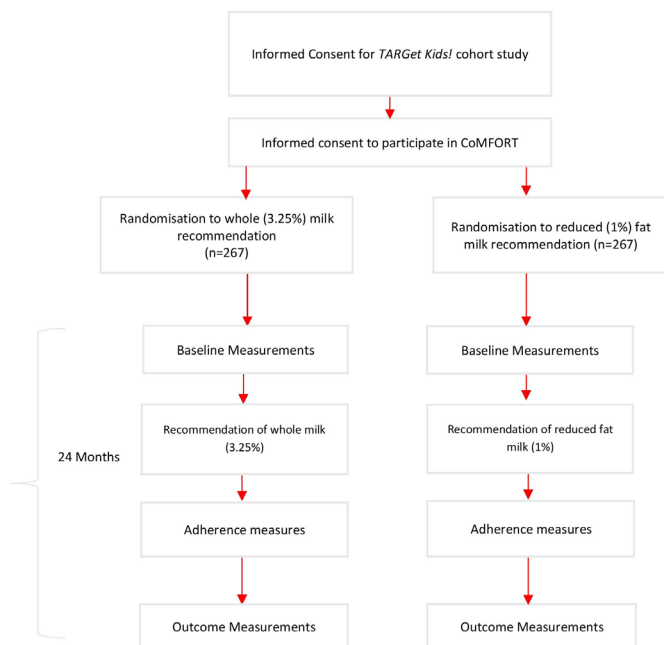 Informed Consent for TARGet Kids! cohort study
Informed consent to participate in CoMFORT
Randomisation to whole (3.25%) milk
recommendation
(n=267)
Randomisation to reduced (1%) fat
milk recommendation (n=267)
Baseline Measurements
Baseline Measurements
Recommendation of whole milk
(3.25%)
Recommendation of reduced fat
milk (1%)
24 Months
Adherence measures
Adherence measures
Outcome Measurements
Outcome Measurements